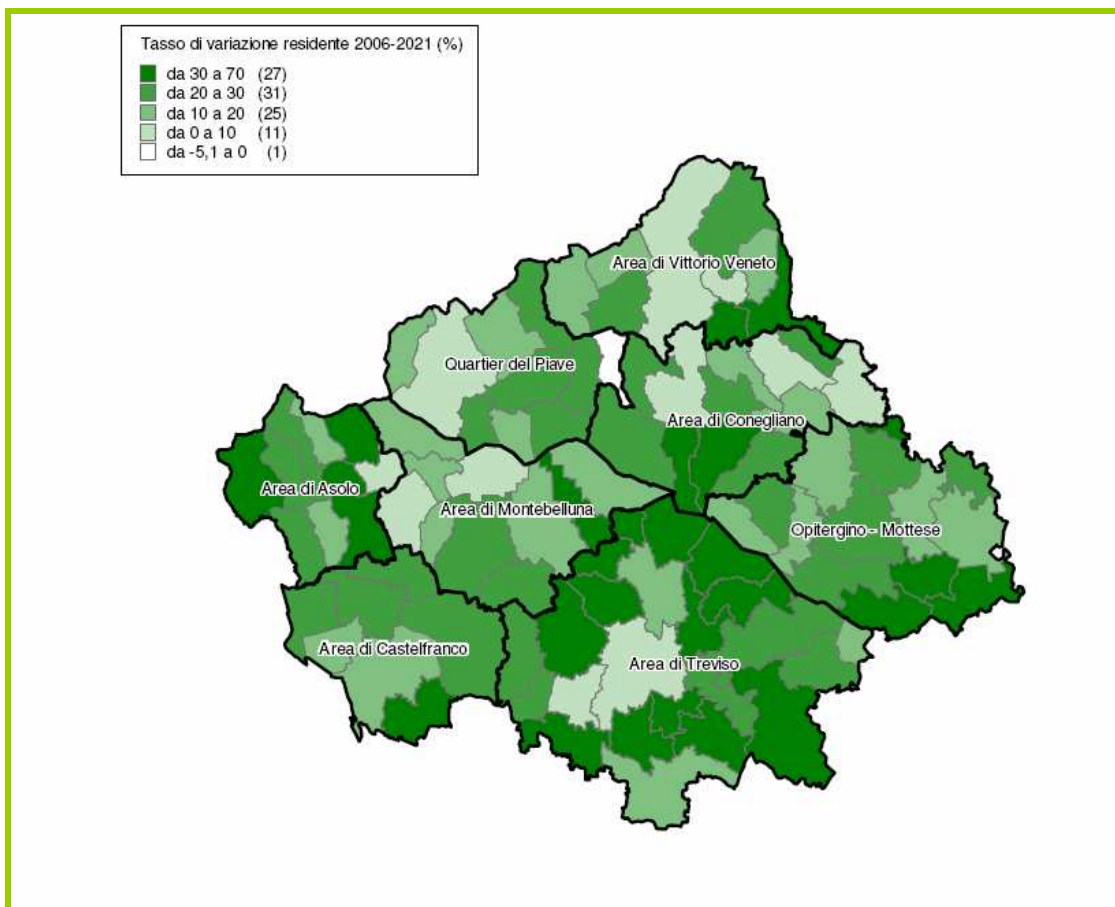 Tasso di variazione residente 2006-2021 (%)
da 30 a 70 (27)
da 20 a 30 (31)
da 10 a 20 (25)
da 0 a 10 (11)
da -5,1 a 0 (1)
Area di Vittorio Veneto
Quartier del Piave
Area di Conegliano
Area di Asolo
Area di Montebelluna
Opitergino - Mottese
Area di Castelfranco
Area di Treviso